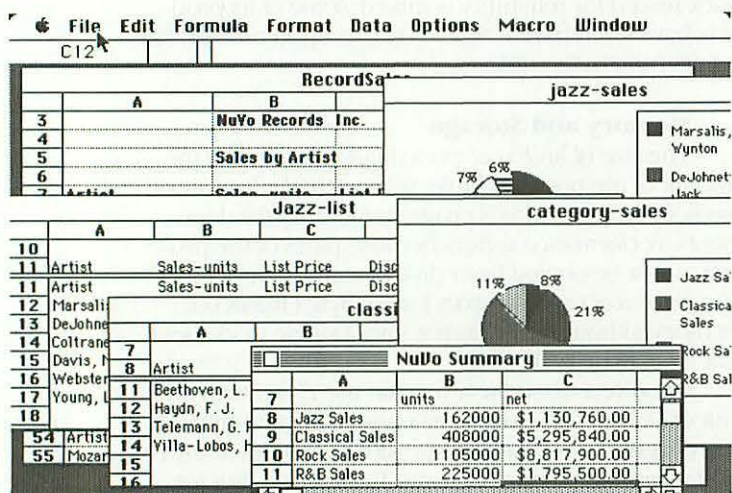 File Edit Formula Format Data Options Macro Window
C12
jazz-sales
A B
3 NuVo Records Inc.
4
5 Sales by Artist
6
7% 6%
Marsalis, Wynton
Jack
Jazz-list
A B C
10
11 Artist Sales-units List Price
11 Artist Sales-units List Price
12
13
14 Coltrane
15 Davis,
16 Webster
17 Young,
18
54 Artist
55
category-sales
11% 8%
21%
Classical Sales
A B
7
8 Artist
11 Beethoven, L.
12 Haydn, F. J.
13 Telemann, G.
14 Villa-Lobos,
15
16
NuVo Summary
A B C
7 units net
8 Jazz Sales 162000 $1,130,760.00
9 Classical Sales 408000 $5,295,840.00
10 Rock Sales 1105000 $8,817,900.00
11 R&B Sales 225000 $1,795,500.00